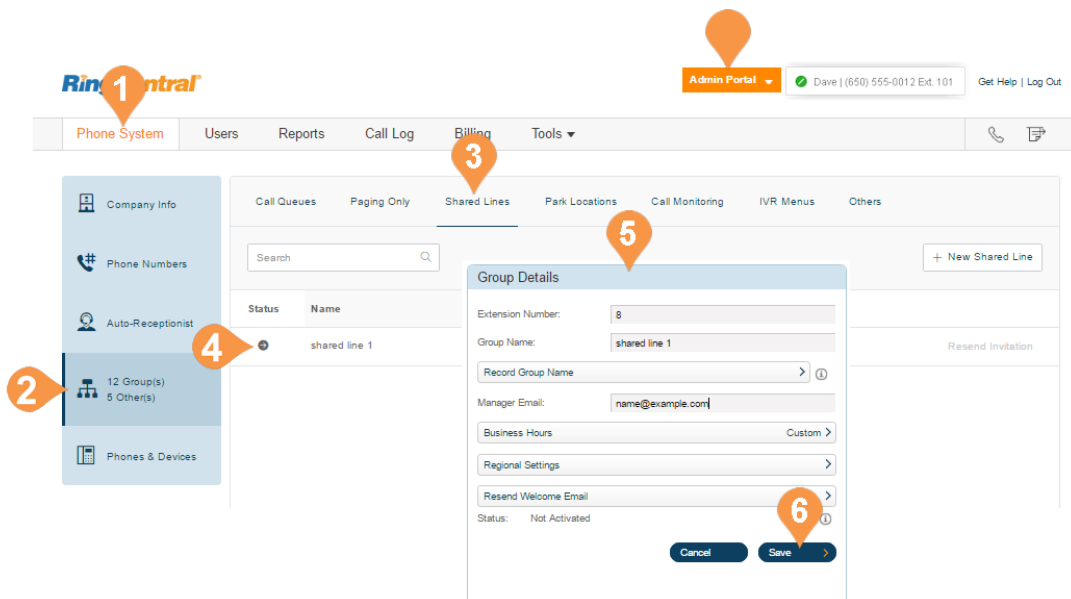 Admin Portal
Dave | (650) 555-0012 Ext. 101
Get Help | Log Out
1
Phone System Users Reports Call Log Billing Tools
3
Company Info
Phone Numbers
Auto-Receptionist
12 Group(s)
5 Other(s)
Phones & Devices
2
Call Queues Paging Only Shared Lines Park Locations Call Monitoring IVR Menus Others
5
Search
+ New Shared Line
Status Name
4
shared line 1
Resend Invitation
Group Details
Extension Number: 8
Group Name: shared line 1
Record Group Name
Manager Email: name@example.com
Business Hours Custom
Regional Settings
Resend Welcome Email
6
Status: Not Activated
Cancel Save